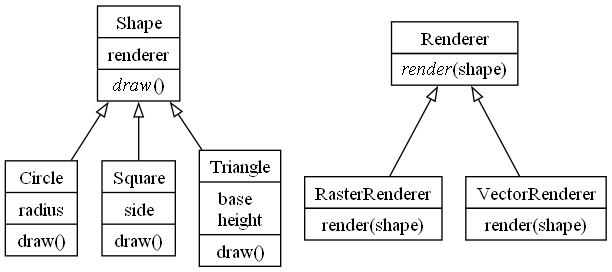 Shape
renderer
draw()
Circle
radius
draw()
Square
side
draw()
Triangle
base
height
draw()
Renderer
render(shape)
RasterRenderer
render(shape)
VectorRenderer
render(shape)